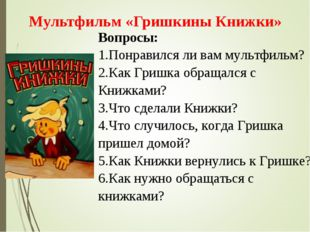 Мультфильм «Гришкины Книжки»
ГРИШКИНЫ
КНИЖКИ
Вопросы:
1.Понравился ли вам мультфильм?
2.Как Гришка обращался с
Книжками?
3.Что сделали Книжки?
4.Что случилось, когда Гришка
пришел домой?
5.Как Книжки вернулись к Гришке?
6.Как нужно обращаться с
книжками?